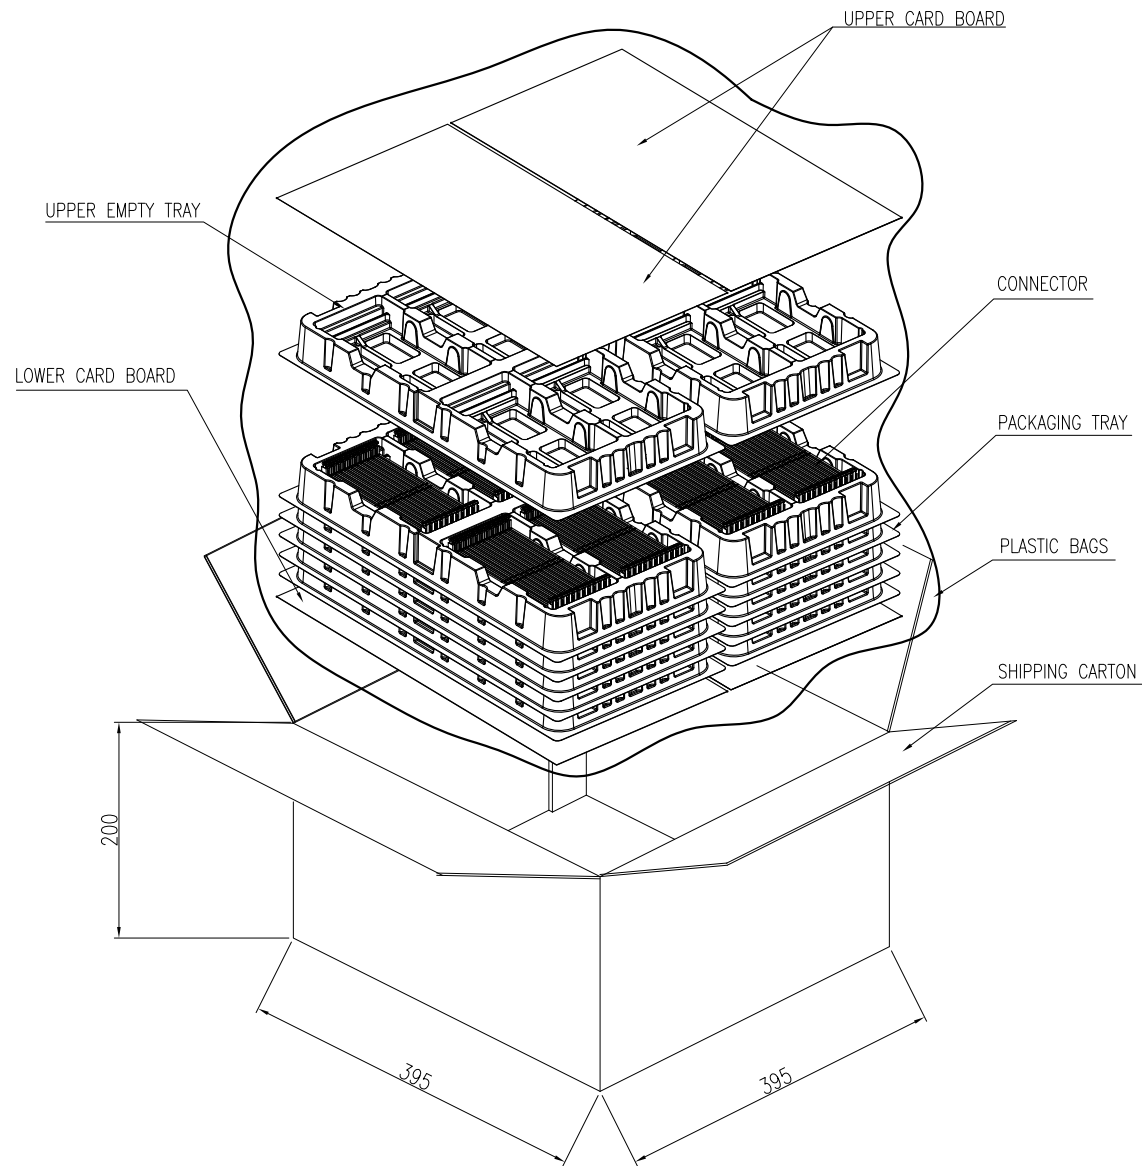 UPPER CARD BOARD
UPPER EMPTY TRAY
CONNECTOR
LOWER CARD BOARD
PACKAGING TRAY
PLASTIC BAGS
SHIPPING CARTON
200
395
395